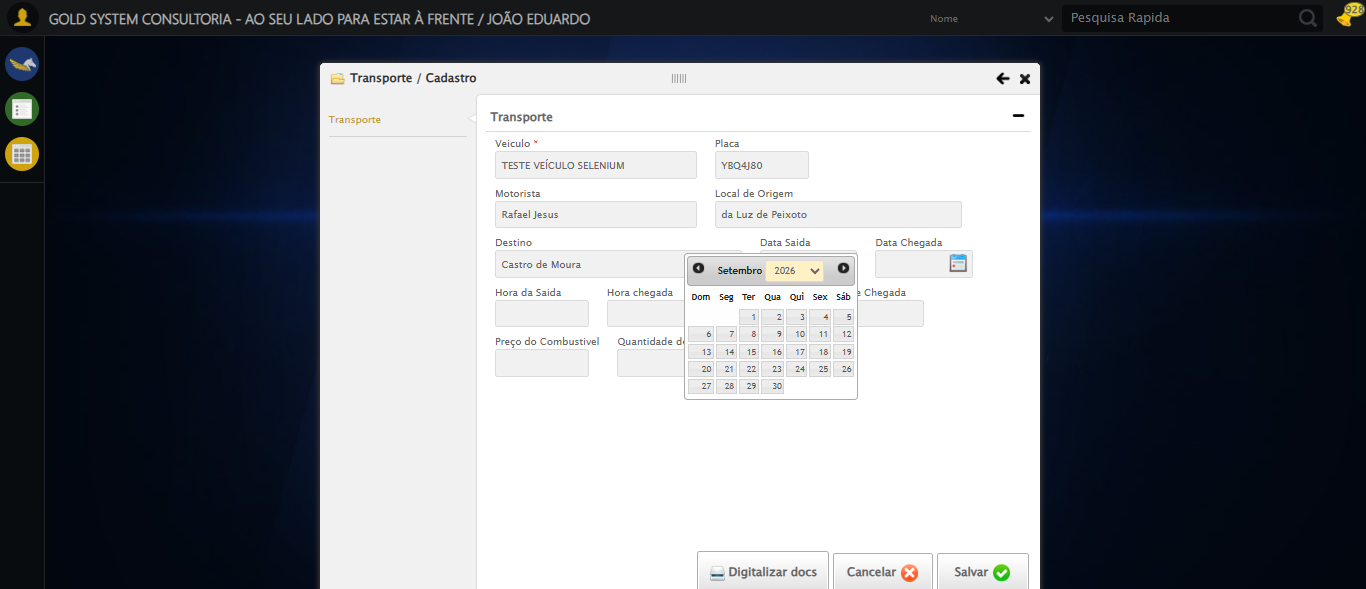 GOLD SYSTEM CONSULTORIA - AO SEU LADO PARA ESTAR À FRENTE / JOÃO EDUARDO
Nome
Pesquisa Rapida
928
Transporte / Cadastro
Transporte
Transporte
Veiculo *
Placa
TESTE VEÍCULO SELENIUM
YBQ4J80
Motorista
Local de Origem
Rafael Jesus
da Luz de Peixoto
Destino
Data Saida
Data Chegada
Castro de Moura
Setembro 2026
Hora da Saida
Hora chegada
e Chegada
Dom Seg Ter Qua Qui Sex Sáb
1 2 3 4 5
6 7 8 9 10 11 12
Preço do Combustivel
Quantidade d
13 14 15 16 17 18 19
20 21 22 23 24 25 26
27 28 29 30
Digitalizar docs
Cancelar
Salvar